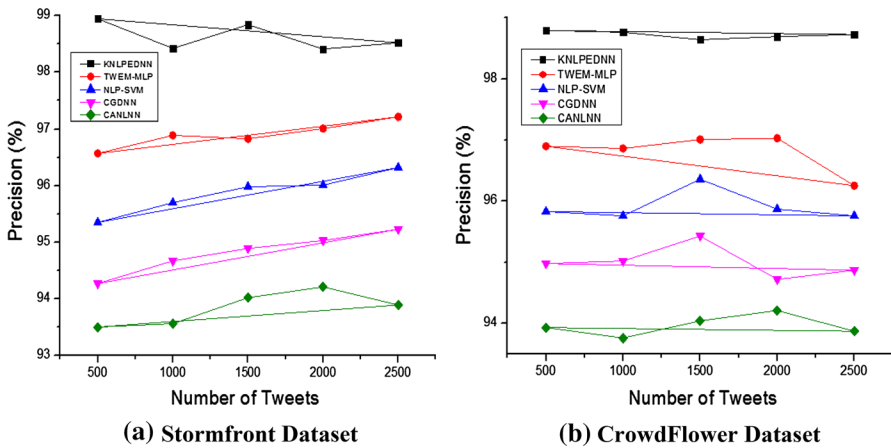 99
98
97
96
95
94
93
Precision (%)
KNLPEDNN
TWEM-MLP
NLP-SVM
CGDNN
CANLNN
500 1000 1500 2000 2500
Number of Tweets
(a) Stormfront Dataset
98
96
94
Precision (%)
KNLPEDNN
TWEM-MLP
NLP-SVM
CGDNN
CANLNN
500 1000 1500 2000 2500
Number of Tweets
(b) CrowdFlower Dataset